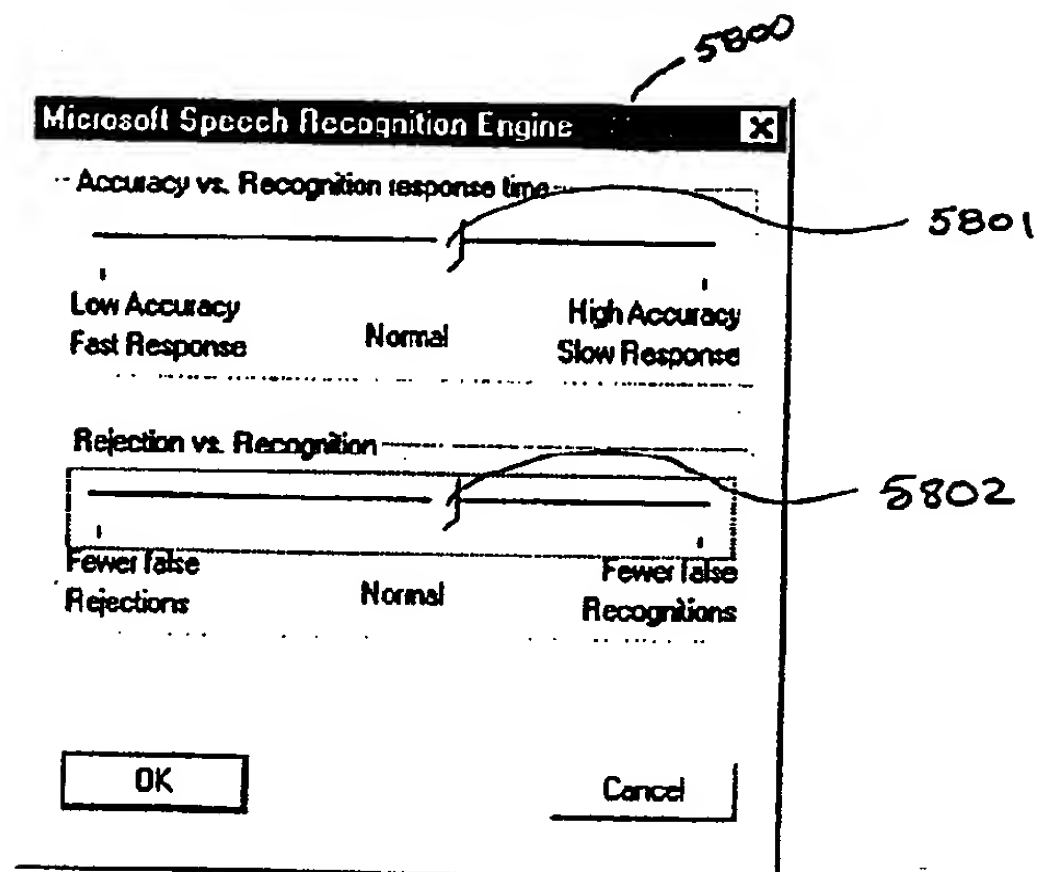 5800
Microsoft Speech Recognition Engine
Accuracy vs. Recognition response time
5801
Low Accuracy
Fast Response
Normal
High Accuracy
Slow Response
Rejection vs. Recognition
5802
Fewer false
Rejections
Normal
Fewer false
Recognitions
OK
Cancel